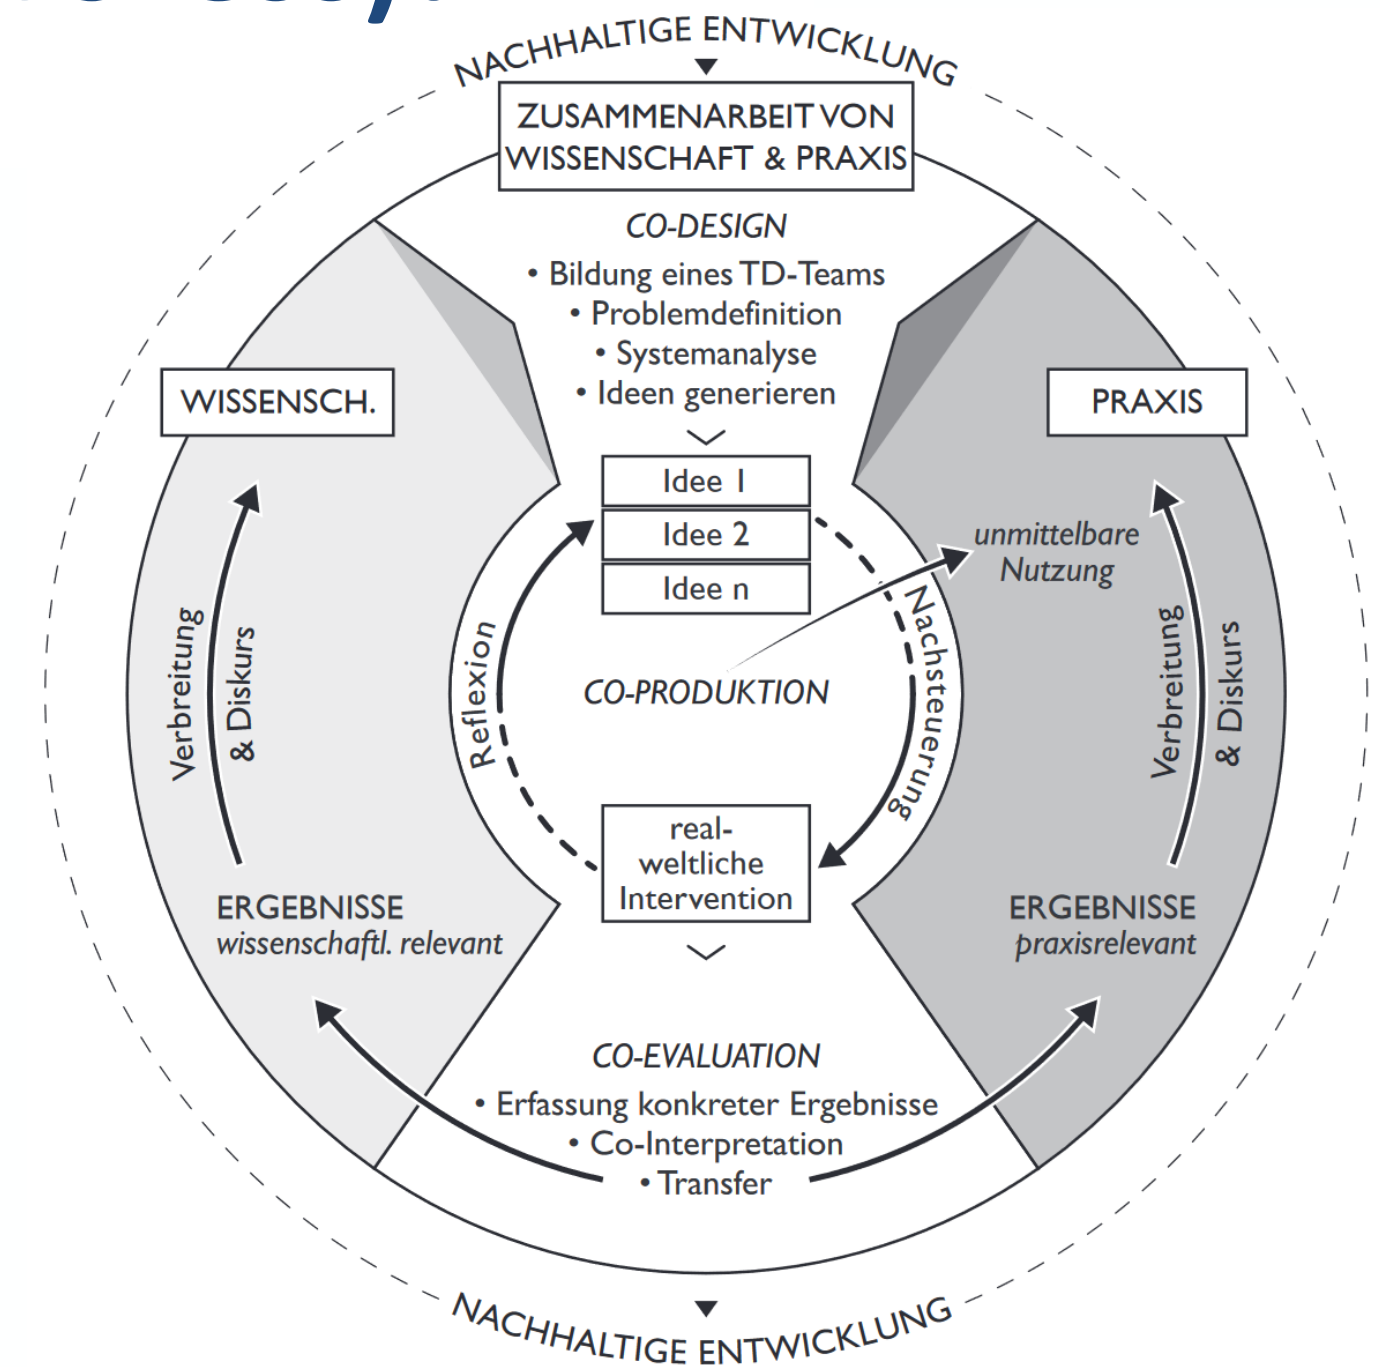 NACHHALTIGE ENTWICKLUNG
ZUSAMMENARBEIT VON
WISSENSCHAFT & PRAXIS
CO-DESIGN
• Bildung eines TD-Teams
• Problemdefinition
• Systemanalyse
• Ideen generieren
WISSENSCH.
PRAXIS
Idee 1
Idee 2
Idee n
unmittelbare
Nutzung
Reflexion
Nachsteuerung
CO-PRODUKTION
Verbreitung
& Diskurs
Verbreitung
& Diskurs
real-
weltliche
Intervention
ERGEBNISSE
wissenschaftl. relevant
ERGEBNISSE
praxisrelevant
CO-EVALUATION
• Erfassung konkreter Ergebnisse
• Co-Interpretation
• Transfer
NACHHALTIGE ENTWICKLUNG